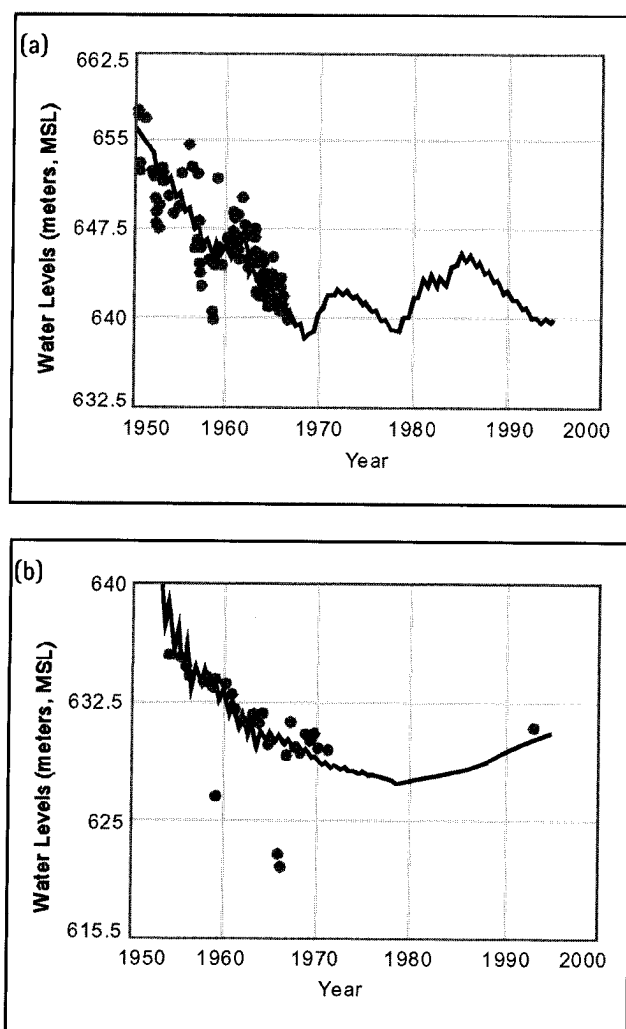 (a)
662.5
655
647.5
640
632.5
Water Levels (meters, MSL)
1950 1960 1970 1980 1990 2000
Year
(b)
640
632.5
625
615.5
Water Levels (meters, MSL)
1950 1960 1970 1980 1990 2000
Year